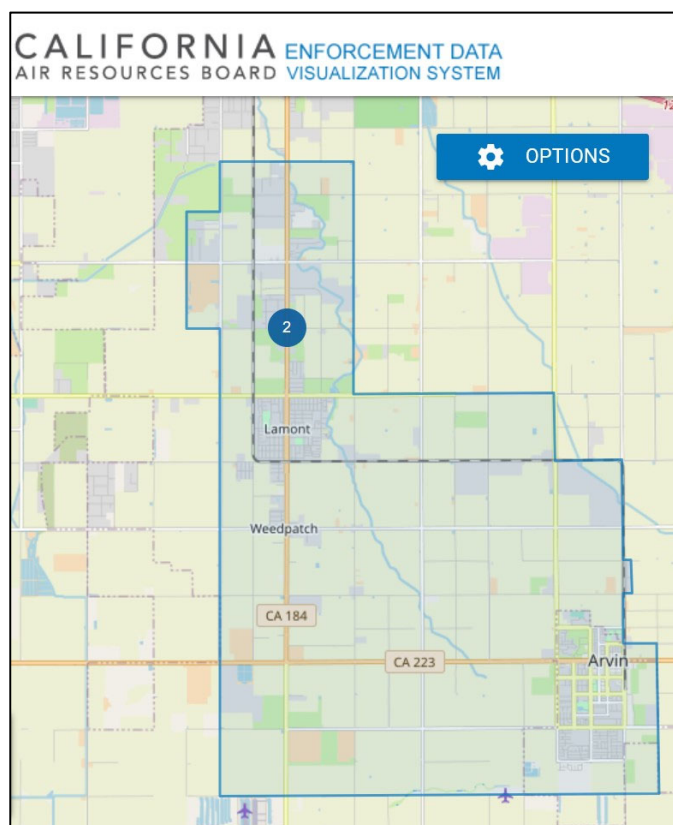 CALIFORNIA ENFORCEMENT DATA
AIR RESOURCES BOARD VISUALIZATION SYSTEM
OPTIONS
2
Lamont
Weedpatch
CA 184
CA 223
Arvin